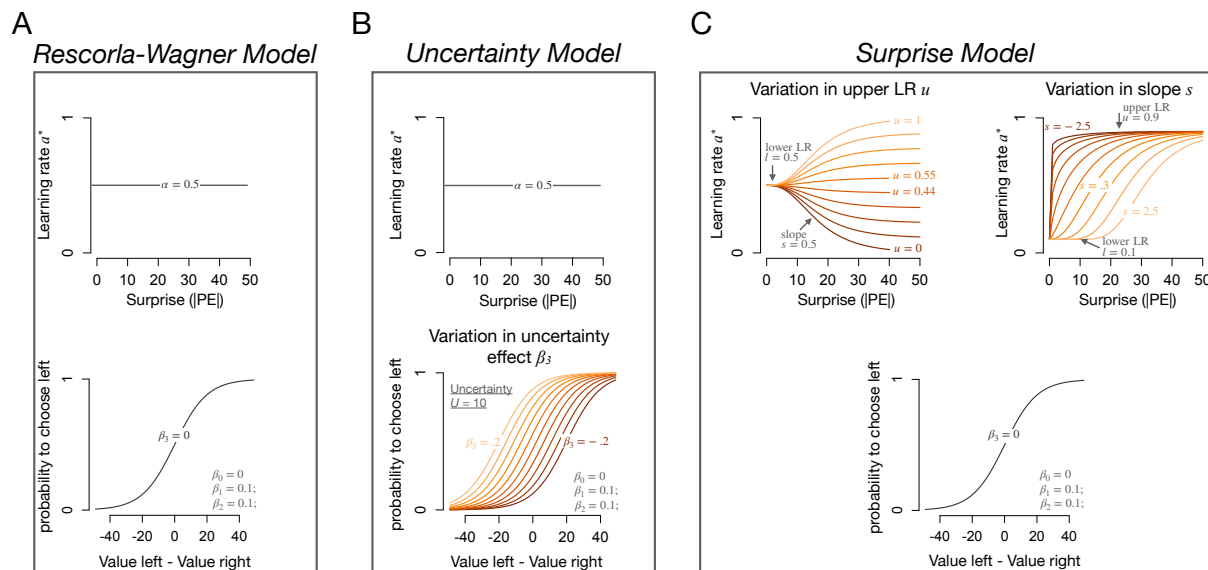 A
Rescorla-Wagner Model
1
0
Learning rate a*
α = 0.5
0 10 20 30 40 50
Surprise (|PE|)
1
0
probability to choose left
β₃ = 0
β₀ = 0
β₁ = 0.1;
β₂ = 0.1;
-40 -20 0 20 40
Value left - Value right
B
Uncertainty Model
1
0
Learning rate a*
α = 0.5
0 10 20 30 40 50
Surprise (|PE|)
Variation in uncertainty
effect β₃
1
0
probability to choose left
Uncertainty
U = 10
β₃ = .2
β₃ = − .2
β₀ = 0
β₁ = 0.1;
β₂ = 0.1;
-40 -20 0 20 40
Value left - Value right
C
Surprise Model
Variation in upper LR u
1
0
Learning rate a*
lower LR
l = 0.5
u = 1
u = 0.55
u = 0.44
slope
s = 0.5
u = 0
0 10 20 30 40 50
Surprise (|PE|)
Variation in slope s
1
0
Learning rate a*
s = − 2.5
upper LR
u = 0.9
s = .3
s = 2.5
lower LR
l = 0.1
0 10 20 30 40 50
Surprise (|PE|)
1
0
probability to choose left
β₃ = 0
β₀ = 0
β₁ = 0.1;
β₂ = 0.1;
-40 -20 0 20 40
Value left - Value right